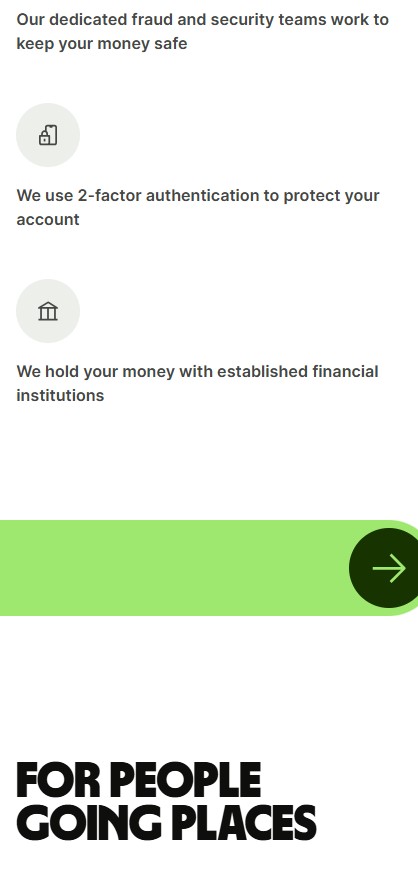 Our dedicated fraud and security teams work to
keep your money safe
We use 2-factor authentication to protect your
account
We hold your money with established financial
institutions
FOR PEOPLE
GOING PLACES